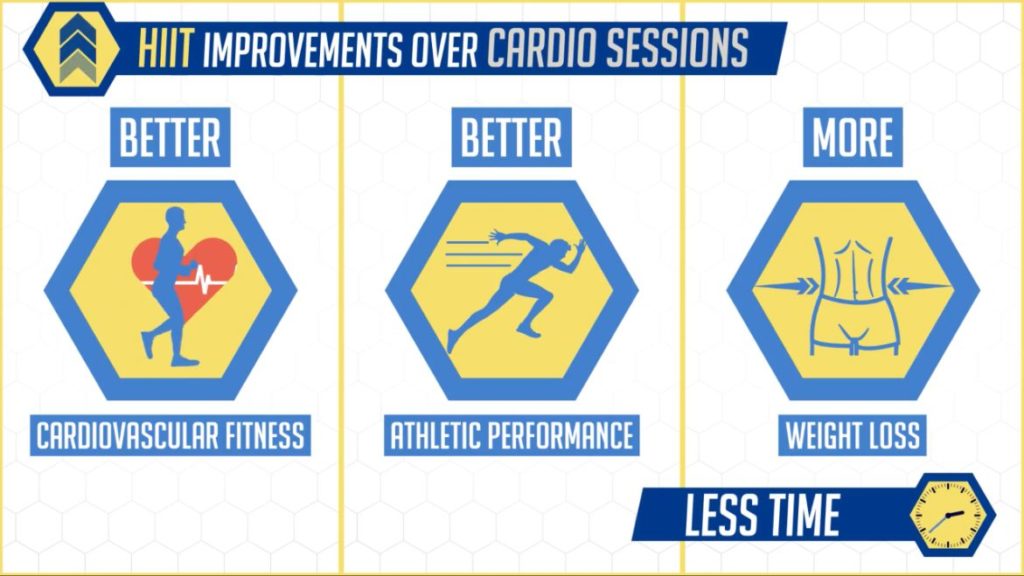 HIIT IMPROVEMENTS OVER CARDIO SESSIONS
BETTER
CARDIOVASCULAR FITNESS
BETTER
ATHLETIC PERFORMANCE
MORE
WEIGHT LOSS
LESS TIME